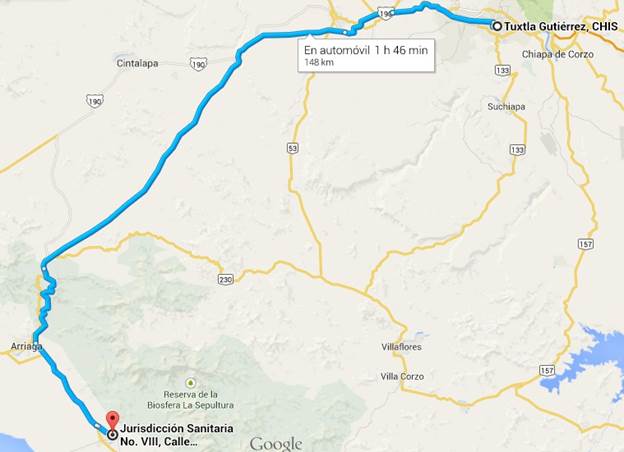 196
190
Tuxtla Gutiérrez, CHIS
En automóvil 1 h 46 min
148 km
Chiapa de Corzo
Cintalapa
190
133
190
Suchiapa
53
133
157
230
Arriaga
Villaflores
157
Villa Corzo
Reserva de la
Biosfera La Sepultura
Jurisdicción Sanitaria
No. VIII, Calle...
Google